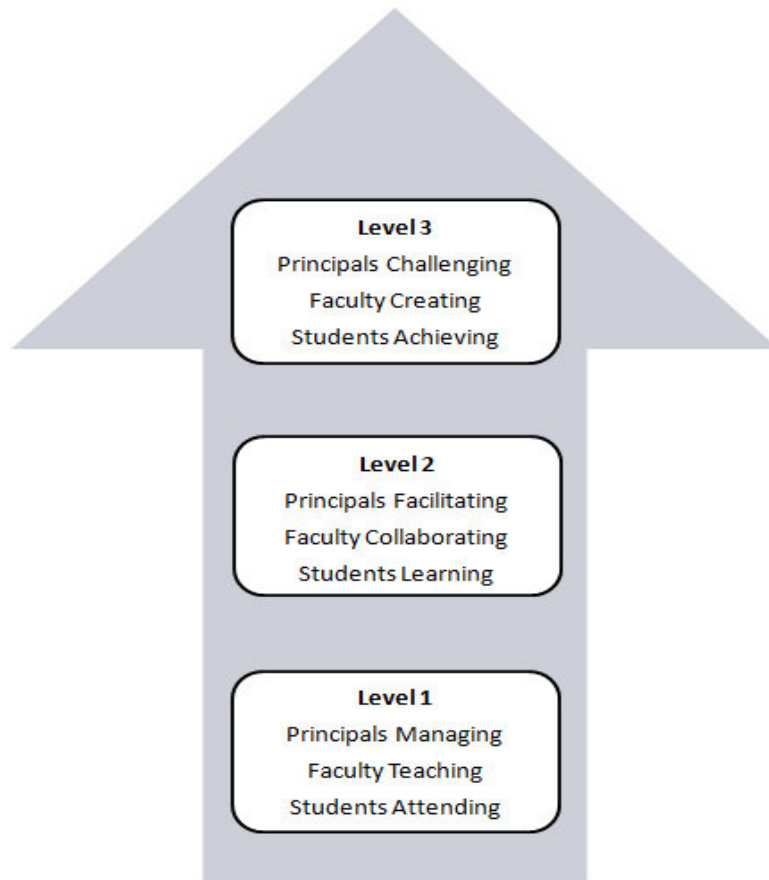 Level 3
Principals Challenging
Faculty Creating
Students Achieving
Level 2
Principals Facilitating
Faculty Collaborating
Students Learning
Level 1
Principals Managing
Faculty Teaching
Students Attending